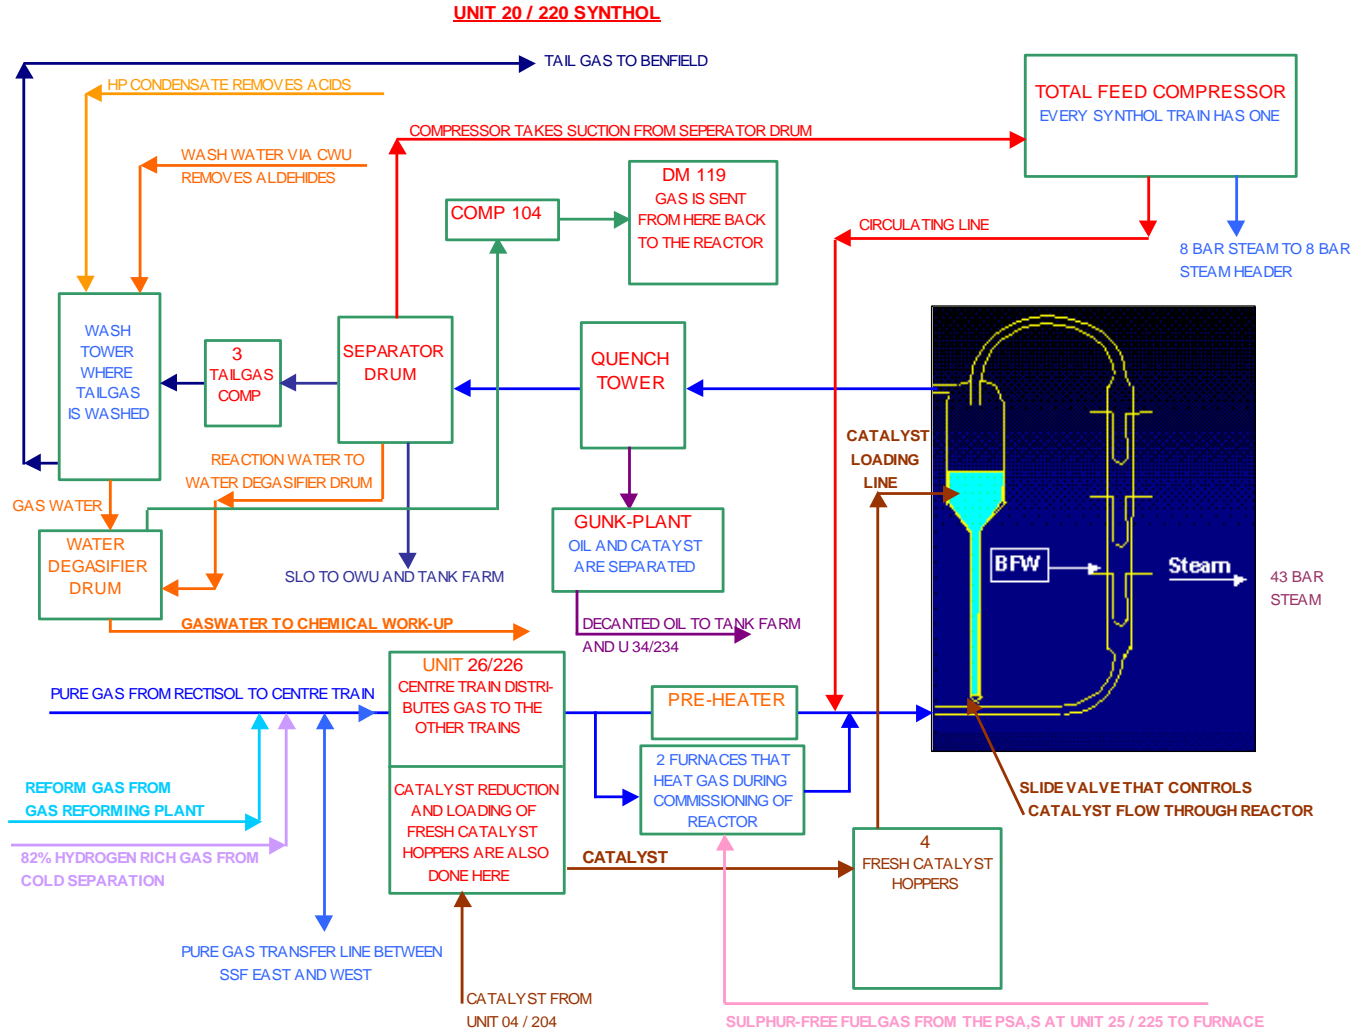 UNIT 20 / 220 SYNTHOL
TAIL GAS TO BENFIELD
HP CONDENSATE REMOVES ACIDS
TOTAL FEED COMPRESSOR
EVERY SYNTHOL TRAIN HAS ONE
COMPRESSOR TAKES SUCTION FROM SEPERATOR DRUM
WASH WATER VIA CWU
REMOVES ALDEHIDES
DM 119
GAS IS SENT
FROM HERE BACK
TO THE REACTOR
COMP 104
CIRCULATING LINE
8 BAR STEAM TO 8 BAR
STEAM HEADER
WASH
TOWER
WHERE
TAILGAS
IS WASHED
3
TAILGAS
COMP
SEPARATOR
DRUM
QUENCH
TOWER
CATALYST
LOADING
LINE
REACTION WATER TO
WATER DEGASIFIER DRUM
GAS WATER
WATER
DEGASIFIER
DRUM
GUNK-PLANT
OIL AND CATAYST
ARE SEPARATED
SLO TO OWU AND TANK FARM
BFW
Steam
43 BAR
STEAM
GASWATER TO CHEMICAL WORK-UP
DECANTED OIL TO TANK FARM
AND U 34/234
UNIT 26/226
CENTRE TRAIN DISTRI-
BUTES GAS TO THE
OTHER TRAINS
PURE GAS FROM RECTISOL TO CENTRE TRAIN
PRE-HEATER
2 FURNACES THAT
HEAT GAS DURING
COMMISSIONING OF
REACTOR
REFORM GAS FROM
GAS REFORMING PLANT
CATALYST REDUCTION
AND LOADING OF
FRESH CATALYST
HOPPERS ARE ALSO
DONE HERE
SLIDE VALVE THAT CONTROLS
CATALYST FLOW THROUGH REACTOR
82% HYDROGEN RICH GAS FROM
COLD SEPARATION
CATALYST
4
FRESH CATALYST
HOPPERS
PURE GAS TRANSFER LINE BETWEEN
SSF EAST AND WEST
CATALYST FROM
UNIT 04 / 204
SULPHUR-FREE FUELGAS FROM THE PSA,S AT UNIT 25 / 225 TO FURNACE